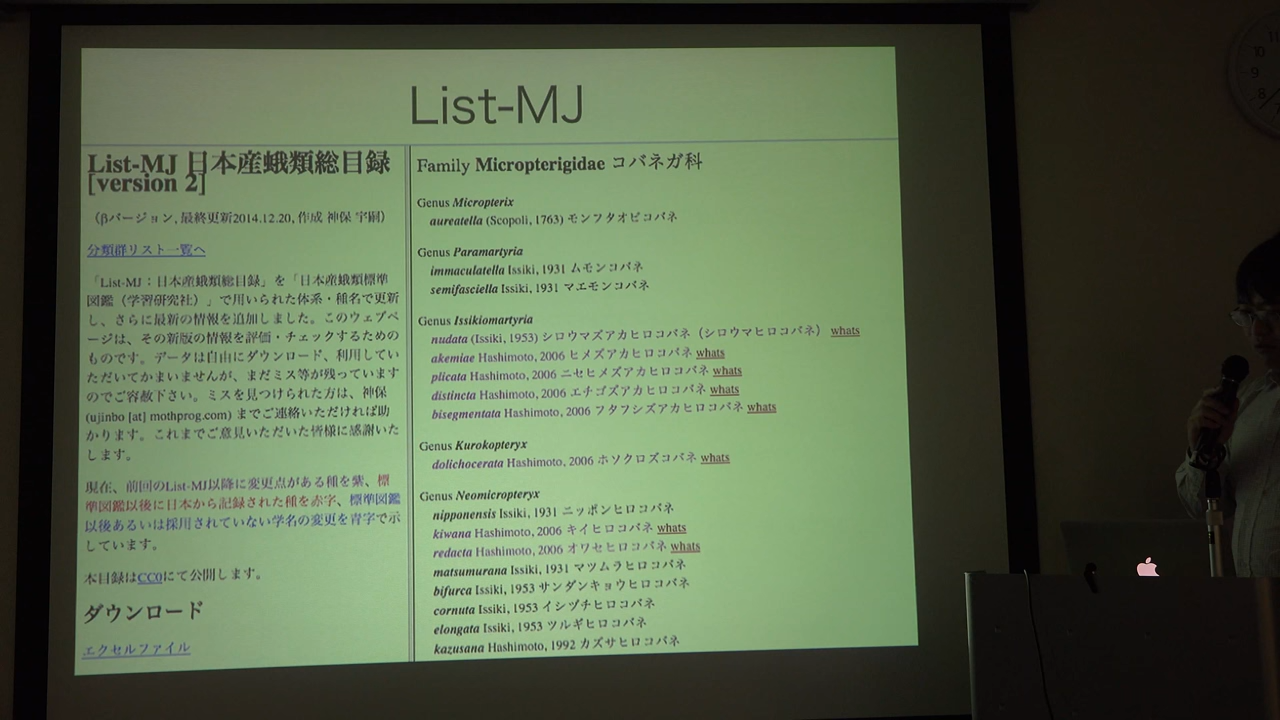 List-MJ
List-MJ 日本産蛾類総目録
[version 2]
（βバージョン, 最終更新2014.12.20, 作成 神保 宇嗣）
分類群リスト一覧へ
「List-MJ：日本産蛾類総目録」を「日本産蛾類標準
図鑑（学習研究社）」で用いられた体系・種名で更新
し、さらに最新の情報を追加しました。このウェブペ
ージは、その新版の情報を評価・チェックするための
ものです。データは自由にダウンロード、利用してい
ただいてかまいませんが、まだミス等が残っています
のでご容赦下さい。ミスを見つけられた方は、神保
(ujinbo [at] mothprog.com) までご連絡いただければ助
かります。これまでご意見いただいた皆様に感謝いた
します。
現在、前回のList-MJ以降に変更点がある種を紫、標
準図鑑以後に日本から記録された種を赤字、標準図鑑
以後あるいは採用されていない学名の変更を青字で示
しています。
本目録はCC0にて公開します。
ダウンロード
エクセルファイル
Family Micropterigidae コバネガ科
Genus Micropterix
aureatella (Scopoli, 1763) モンフタオビコバネ
Genus Paramartyria
immaculatella Issiki, 1931 ムモンコバネ
semifasciella Issiki, 1931 マエモンコバネ
Genus Issikiomartyria
nudata (Issiki, 1953) シロウマズアカヒロコバネ（シロウマヒロコバネ） whats
akemiae Hashimoto, 2006 ヒメズアカヒロコバネ whats
plicata Hashimoto, 2006 ニセヒメズアカヒロコバネ whats
distincta Hashimoto, 2006 エチゴズアカヒロコバネ whats
bisegmentata Hashimoto, 2006 フタフシズアカヒロコバネ whats
Genus Kurokopteryx
dolichocerata Hashimoto, 2006 ホソクロズコバネ whats
Genus Neomicropteryx
nipponensis Issiki, 1931 ニッポンヒロコバネ
kiwana Hashimoto, 2006 キイヒロコバネ whats
redacta Hashimoto, 2006 オワセヒロコバネ whats
matsumurana Issiki, 1931 マツムラヒロコバネ
bifurca Issiki, 1953 サンダンキョウヒロコバネ
cornuta Issiki, 1953 イシヅチヒロコバネ
elongata Issiki, 1953 ツルギヒロコバネ
kazusana Hashimoto, 1992 カズサヒロコバネ
10
9
8